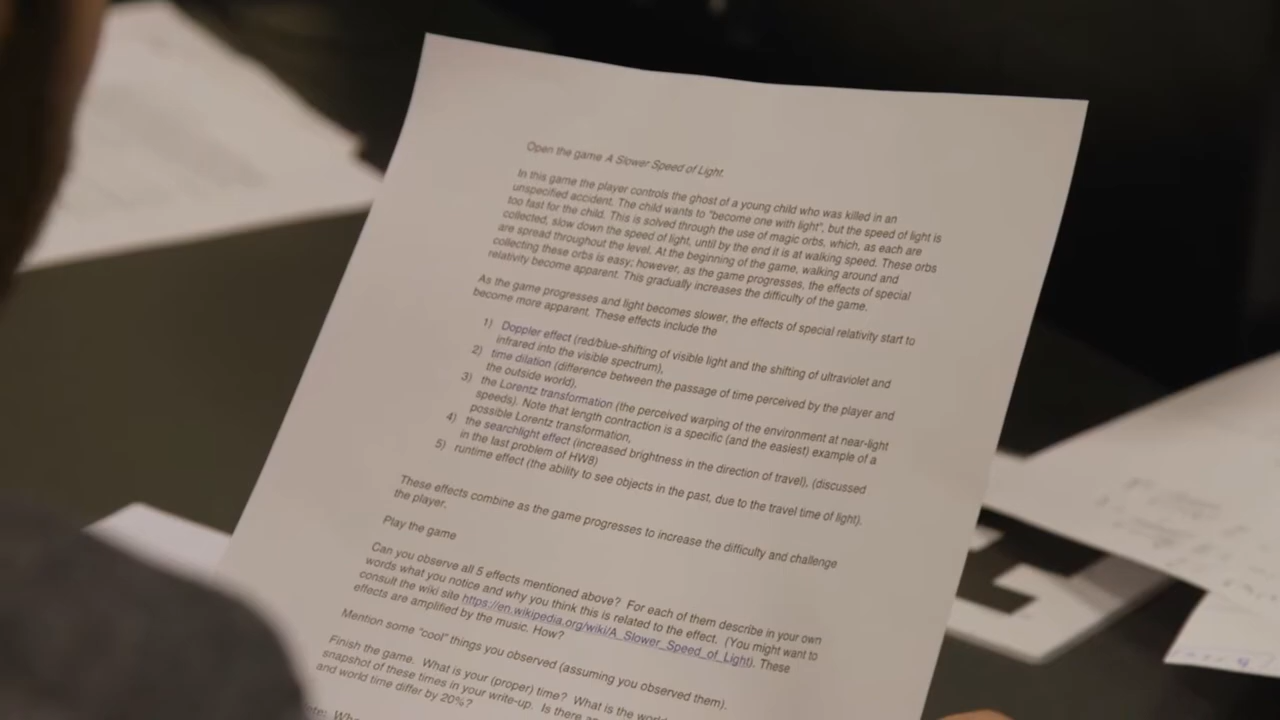 Open the game A Slower Speed of Light.
In this game the player controls the ghost of a young child who was killed in an
unspecified accident. The child wants to "become one with light", but the speed of light is
too fast for the child. This is solved through the use of magic orbs, which, as each are
collected, slow down the speed of light, until by the end it is at walking speed. These orbs
are spread throughout the level. At the beginning of the game, walking around and
collecting these orbs is easy; however, as the game progresses, the effects of special
relativity become apparent. This gradually increases the difficulty of the game.
As the game progresses and light becomes slower, the effects of special relativity start to
become more apparent. These effects include the
1) Doppler effect (red/blue-shifting of visible light and the shifting of ultraviolet and
infrared into the visible spectrum),
2) time dilation (difference between the passage of time perceived by the player and
the outside world),
3) the Lorentz transformation (the perceived warping of the environment at near-light
speeds). Note that length contraction is a specific (and the easiest) example of a
possible Lorentz transformation,
4) the searchlight effect (increased brightness in the direction of travel), (discussed
in the last problem of HW8)
5) runtime effect (the ability to see objects in the past, due to the travel time of light).
These effects combine as the game progresses to increase the difficulty and challenge
the player.
Play the game
Can you observe all 5 effects mentioned above? For each of them describe in your own
words what you notice and why you think this is related to the effect. (You might want to
consult the wiki site https://en.wikipedia.org/wiki/A_Slower_Speed_of_Light). These
effects are amplified by the music. How?
Mention some "cool" things you observed (assuming you observed them).
Finish the game. What is your (proper) time? What is the
snapshot of these times in your write-up. Is there
and world time differ by 20%?